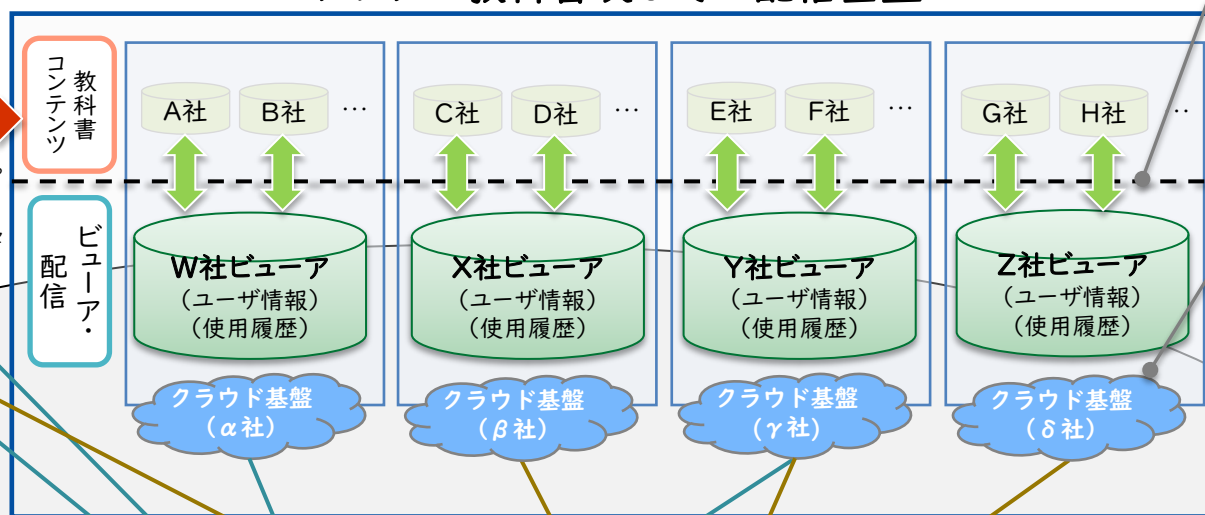 教科書
コンテンツ
A社
B社
…
C社
D社
…
E社
F社
…
G社
H社
‥
ビューア・
配信
W社ビューア
（ユーザ情報）
（使用履歴）
X社ビューア
（ユーザ情報）
（使用履歴）
Y社ビューア
（ユーザ情報）
（使用履歴）
Z社ビューア
（ユーザ情報）
（使用履歴）
クラウド基盤
（α社）
クラウド基盤
（β社）
クラウド基盤
（γ社）
クラウド基盤
（δ社）